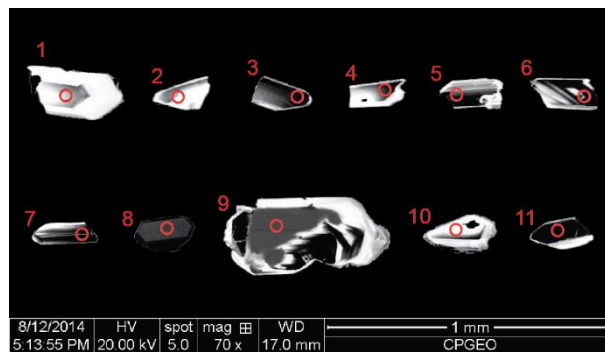 1 2 3 4 5 6
7 8 9 10 11
8/12/2014 HV spot mag ⊞ WD 1 mm
5:13:55 PM 20.00 kV 5.0 70 x 17.0 mm CPGEO